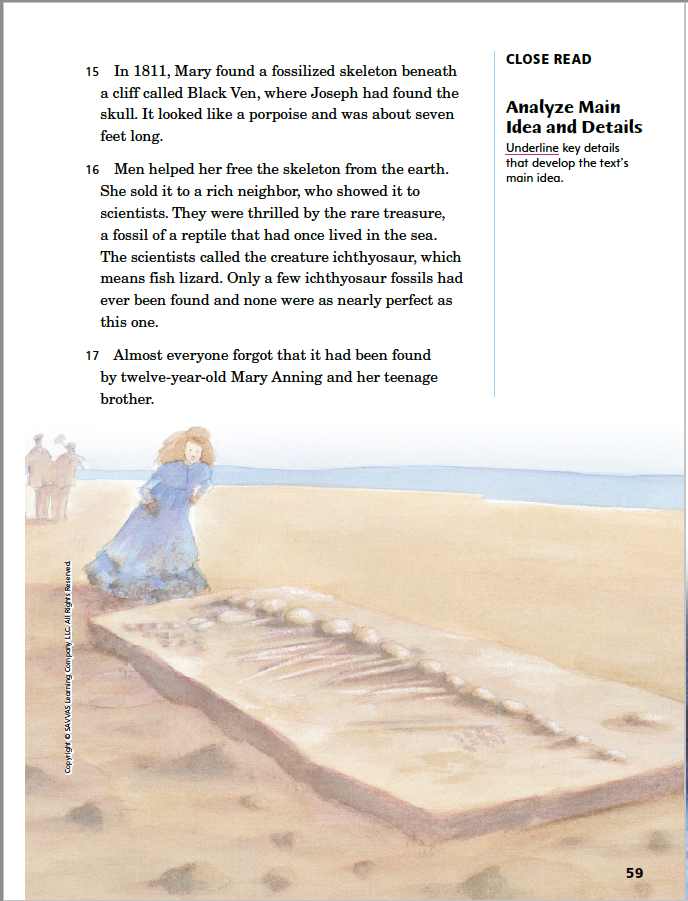 15 In 1811, Mary found a fossilized skeleton beneath
a cliff called Black Ven, where Joseph had found the
skull. It looked like a porpoise and was about seven
feet long.
16 Men helped her free the skeleton from the earth.
She sold it to a rich neighbor, who showed it to
scientists. They were thrilled by the rare treasure,
a fossil of a reptile that had once lived in the sea.
The scientists called the creature ichthyosaur, which
means fish lizard. Only a few ichthyosaur fossils had
ever been found and none were as nearly perfect as
this one.
17 Almost everyone forgot that it had been found
by twelve-year-old Mary Anning and her teenage
brother.
CLOSE READ
Analyze Main
Idea and Details
Underline key details
that develop the text's
main idea.
Copyright © SAVVAS Learning Company LLC. All Rights Reserved.
59